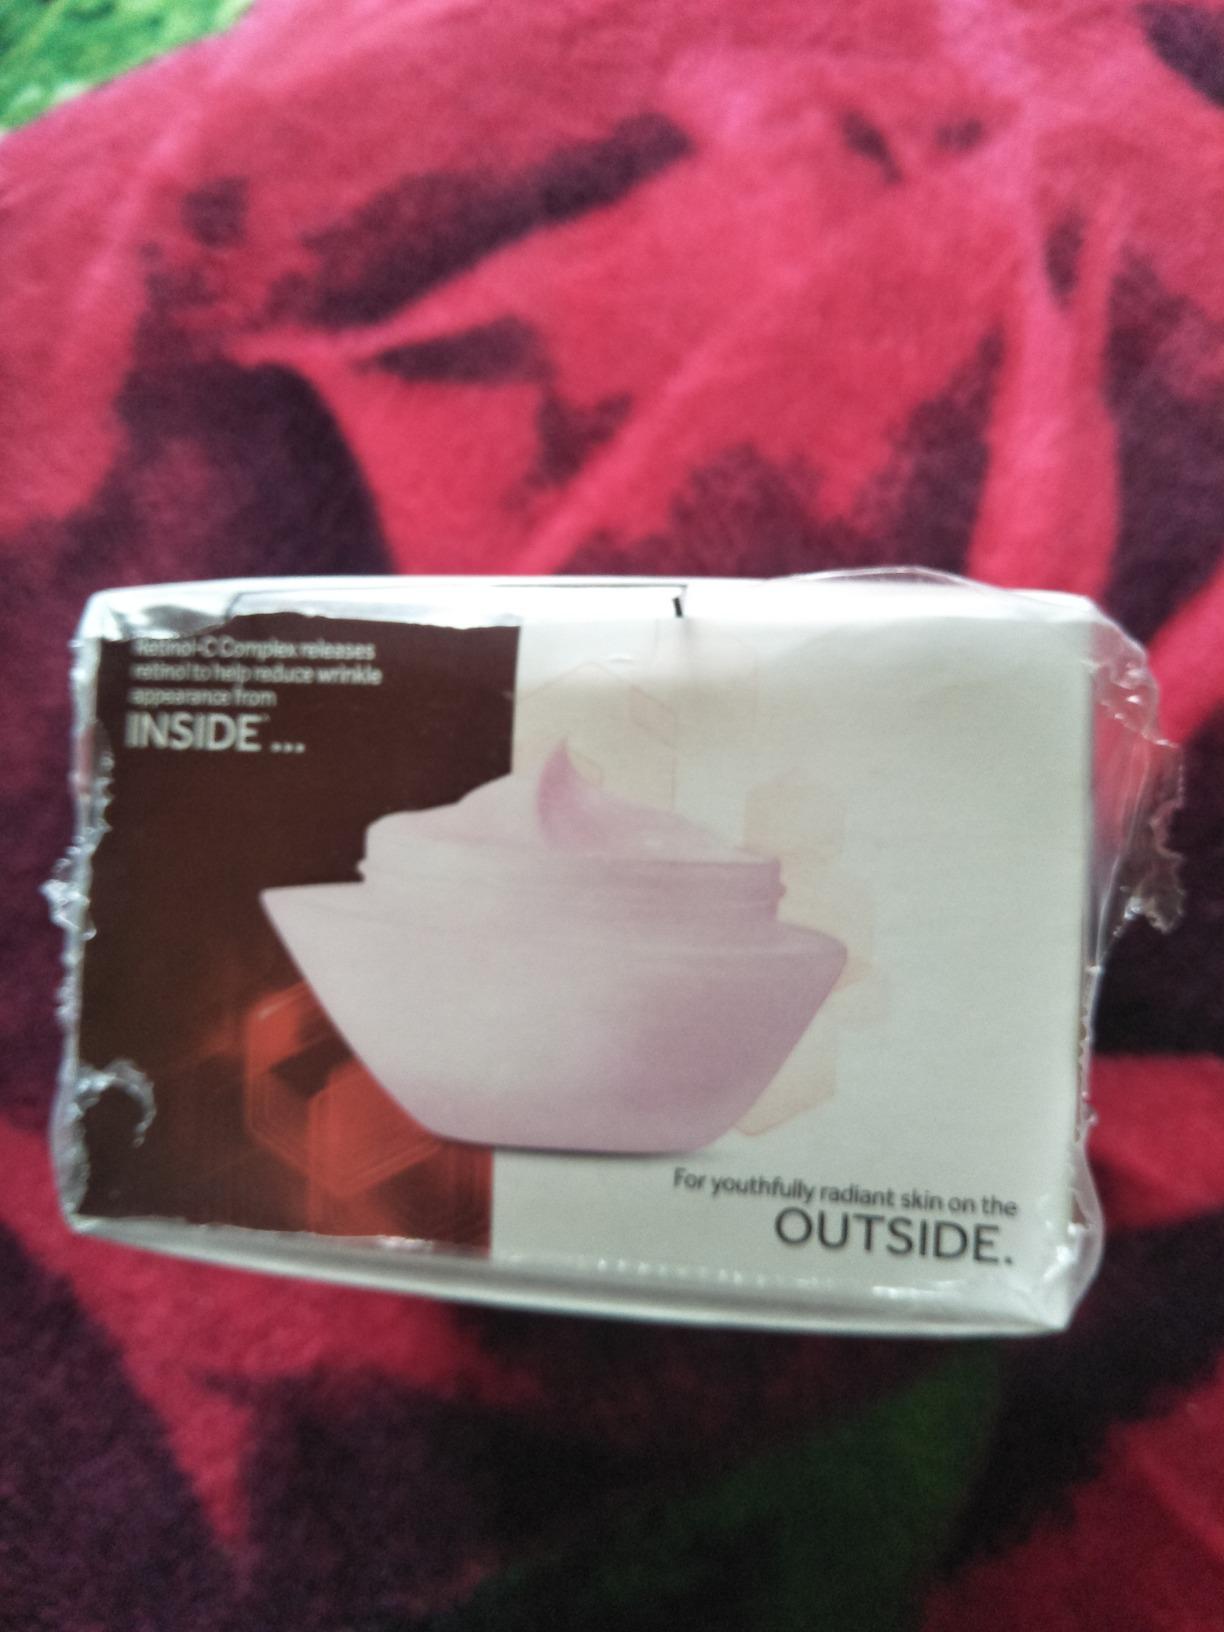 Retinol-C Complex releases
retinol to help reduce wrinkle
appearance from
INSIDE ...
For youthfully radiant skin on the
OUTSIDE.